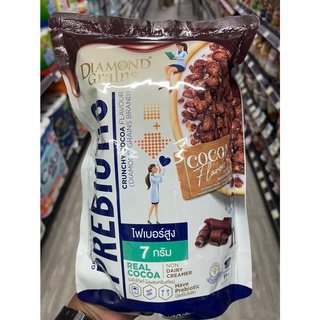 DIAMOND
Grains
PREBIOTIC
CRUNCHY COCOA FLAVOUR
(DIAMOND GRAINS BRAND)
COCOA
Flavour
ไฟเบอร์สูง
7 กรัม
REAL
COCOA
NON
DAIRY
CREAMER
Have Prebiotic